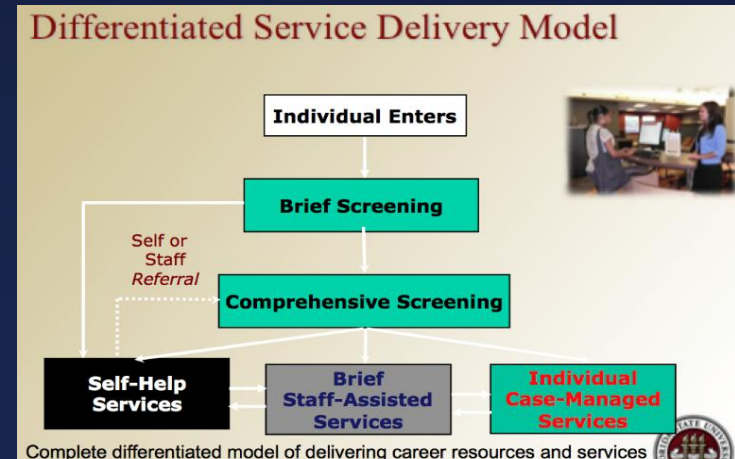 Differentiated Service Delivery Model
Individual Enters
Brief Screening
Self or
Staff
Referral
Comprehensive Screening
Self-Help
Services
Brief
Staff-Assisted
Services
Individual
Case-Managed
Services
Complete differentiated model of delivering career resources and services
STATE